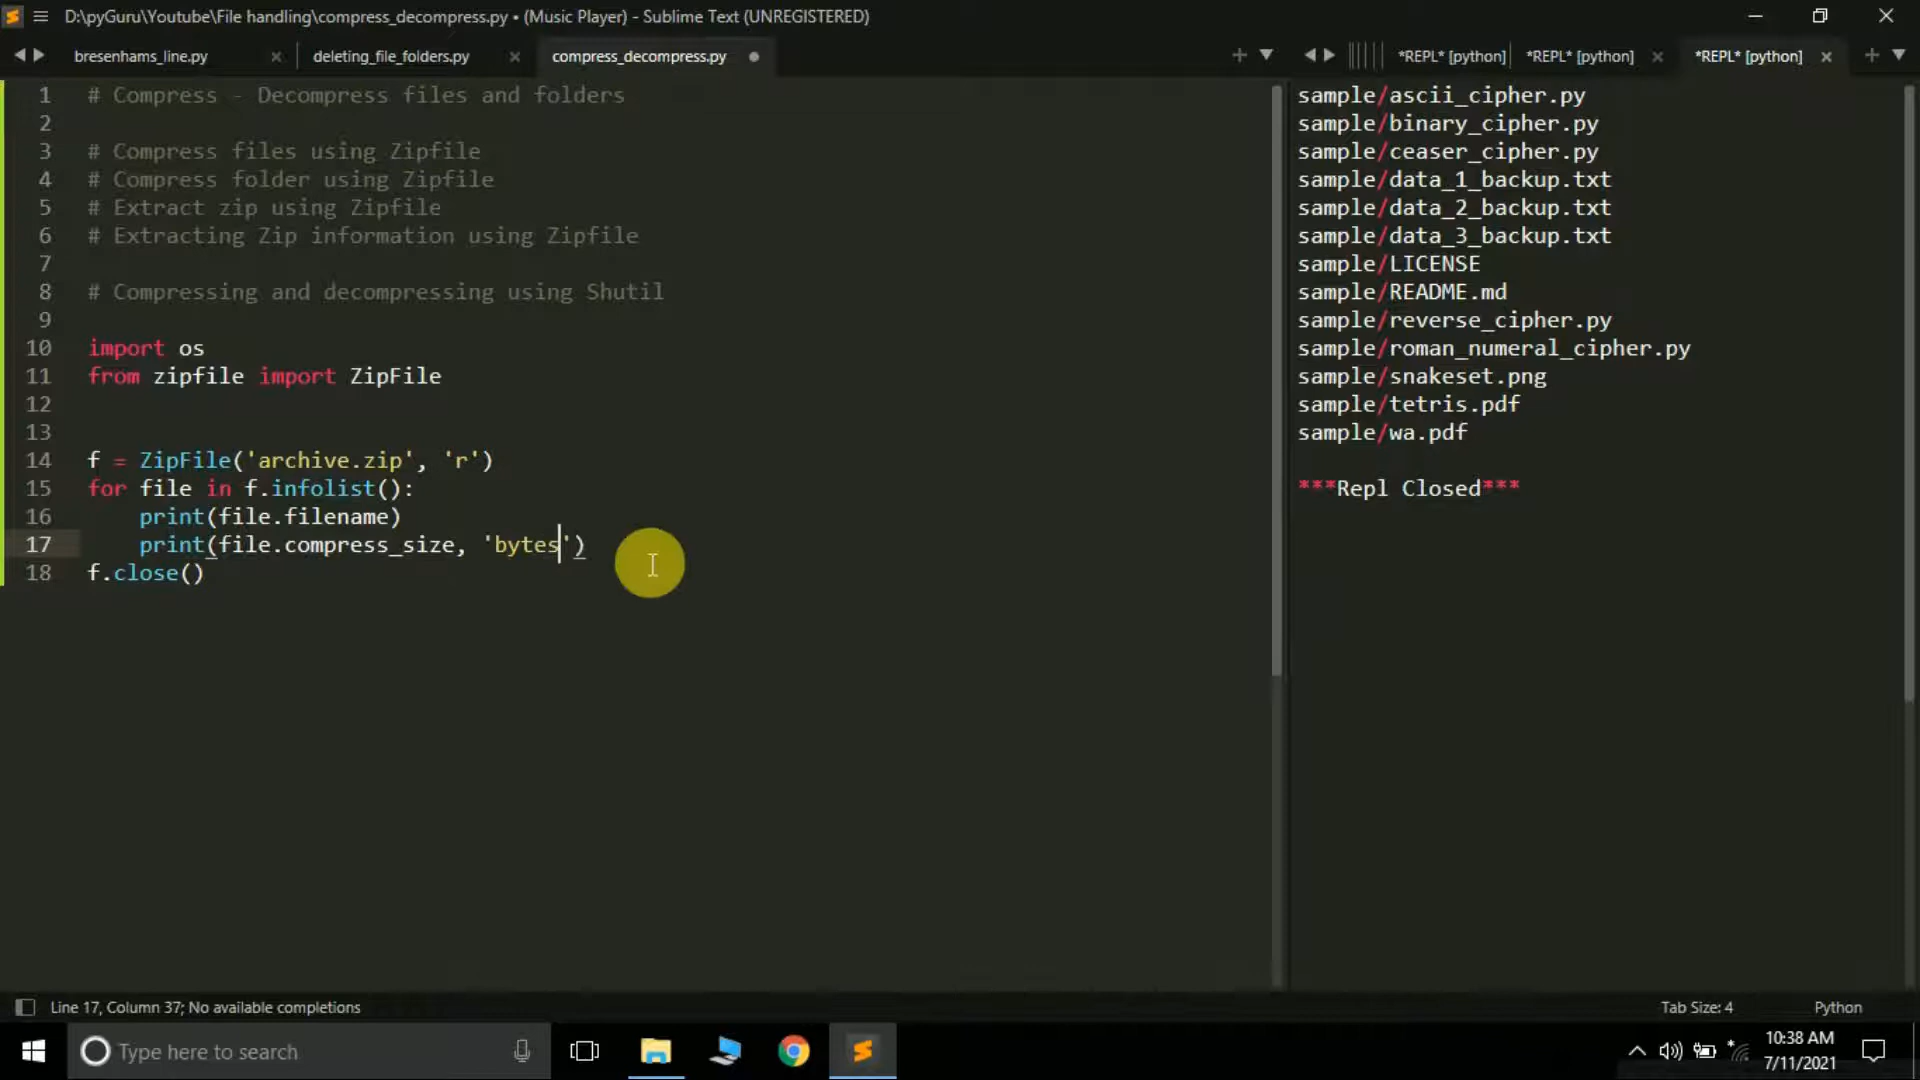 D:\pyGuru\Youtube\File handling\compress_decompress.py • (Music Player) - Sublime Text (UNREGISTERED)
bresenhams_line.py
deleting_file_folders.py
compress_decompress.py
*REPL* [python]
*REPL* [python]
*REPL* [python]
1 # Compress - Decompress files and folders
2
3 # Compress files using Zipfile
4 # Compress folder using Zipfile
5 # Extract zip using Zipfile
6 # Extracting Zip information using Zipfile
7
8 # Compressing and decompressing using Shutil
9
10 import os
11 from zipfile import ZipFile
12
13
14 f = ZipFile('archive.zip', 'r')
15 for file in f.infolist():
16     print(file.filename)
17     print(file.compress_size, 'bytes')
18 f.close()
sample/ascii_cipher.py
sample/binary_cipher.py
sample/ceaser_cipher.py
sample/data_1_backup.txt
sample/data_2_backup.txt
sample/data_3_backup.txt
sample/LICENSE
sample/README.md
sample/reverse_cipher.py
sample/roman_numeral_cipher.py
sample/snakeset.png
sample/tetris.pdf
sample/wa.pdf
***Repl Closed***
Line 17, Column 37; No available completions
Tab Size: 4
Python
Type here to search
10:38 AM
7/11/2021